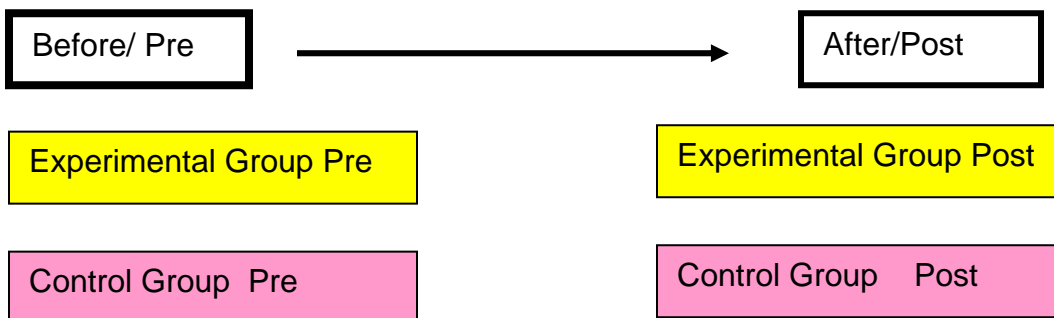 Before/ Pre
After/Post
Experimental Group Pre
Experimental Group Post
Control Group  Pre
Control Group    Post